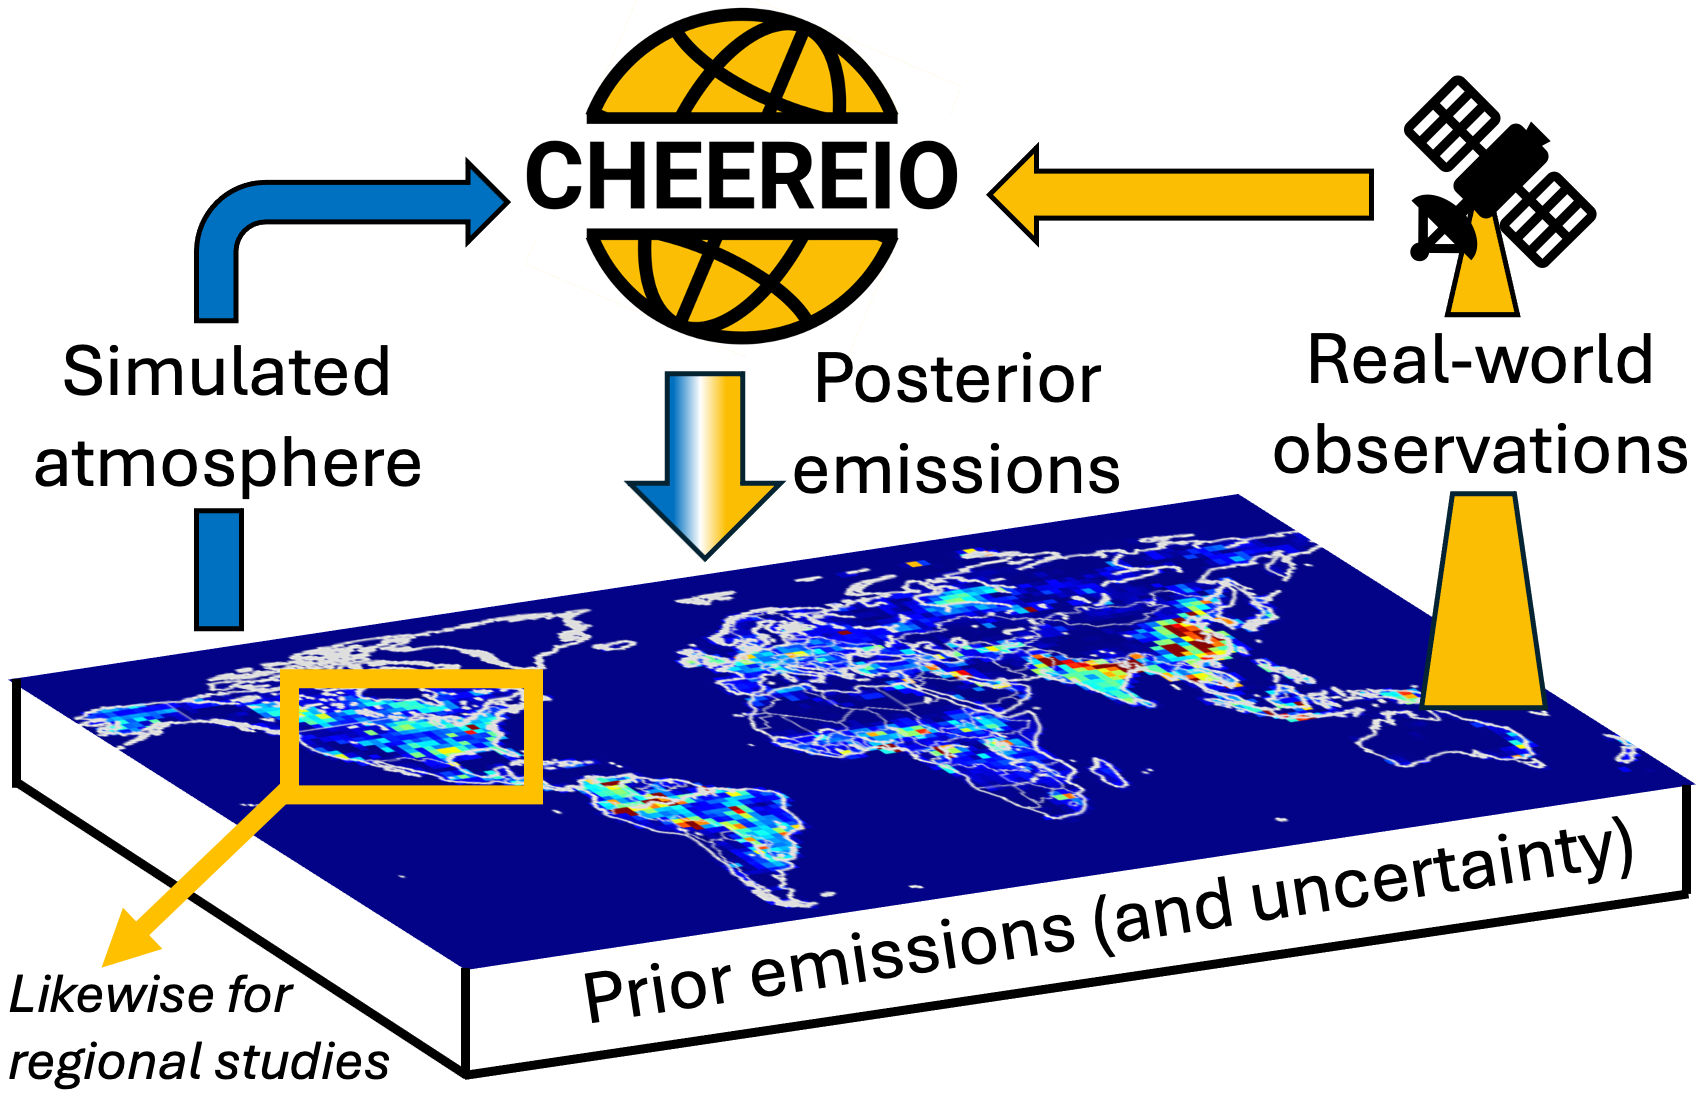 CHEEREIO
Simulated
atmosphere
Posterior
emissions
Real-world
observations
Prior emissions (and uncertainty)
Likewise for
regional studies